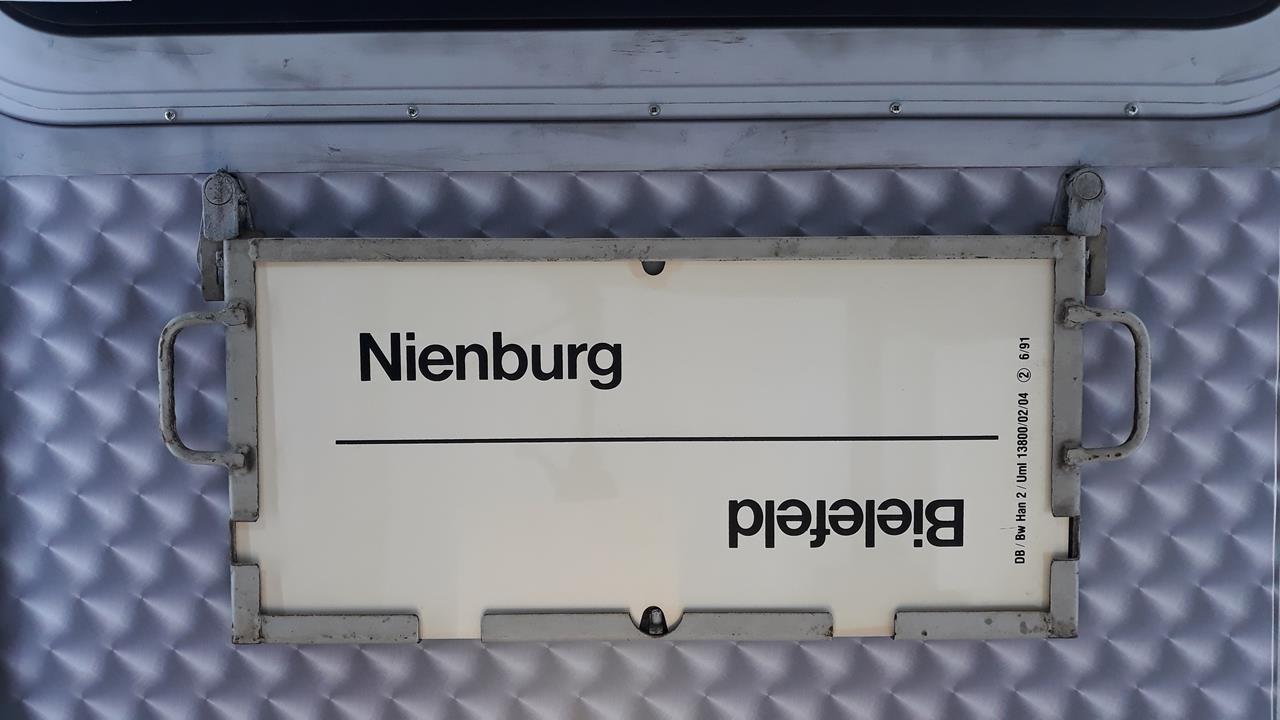 Nienburg
Bielefeld
DB / Bw Han 2 / Uml 13800/02/04 ② 6/91